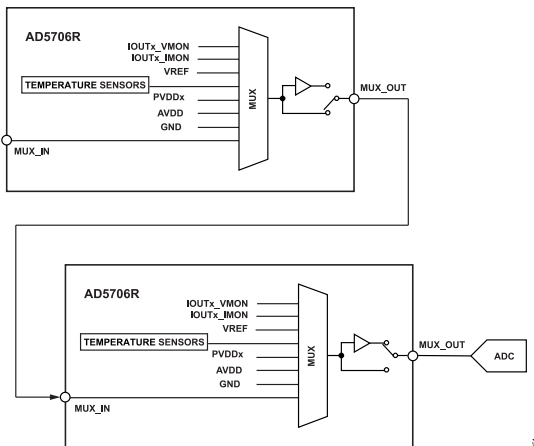 AD5706R
IOUTx_VMON
IOUTx_IMON
VREF
TEMPERATURE SENSORS
PVDDx
AVDD
GND
MUX_IN
MUX
MUX_OUT
AD5706R
IOUTx_VMON
IOUTx_IMON
VREF
TEMPERATURE SENSORS
PVDDx
AVDD
GND
MUX_IN
MUX
MUX_OUT
ADC